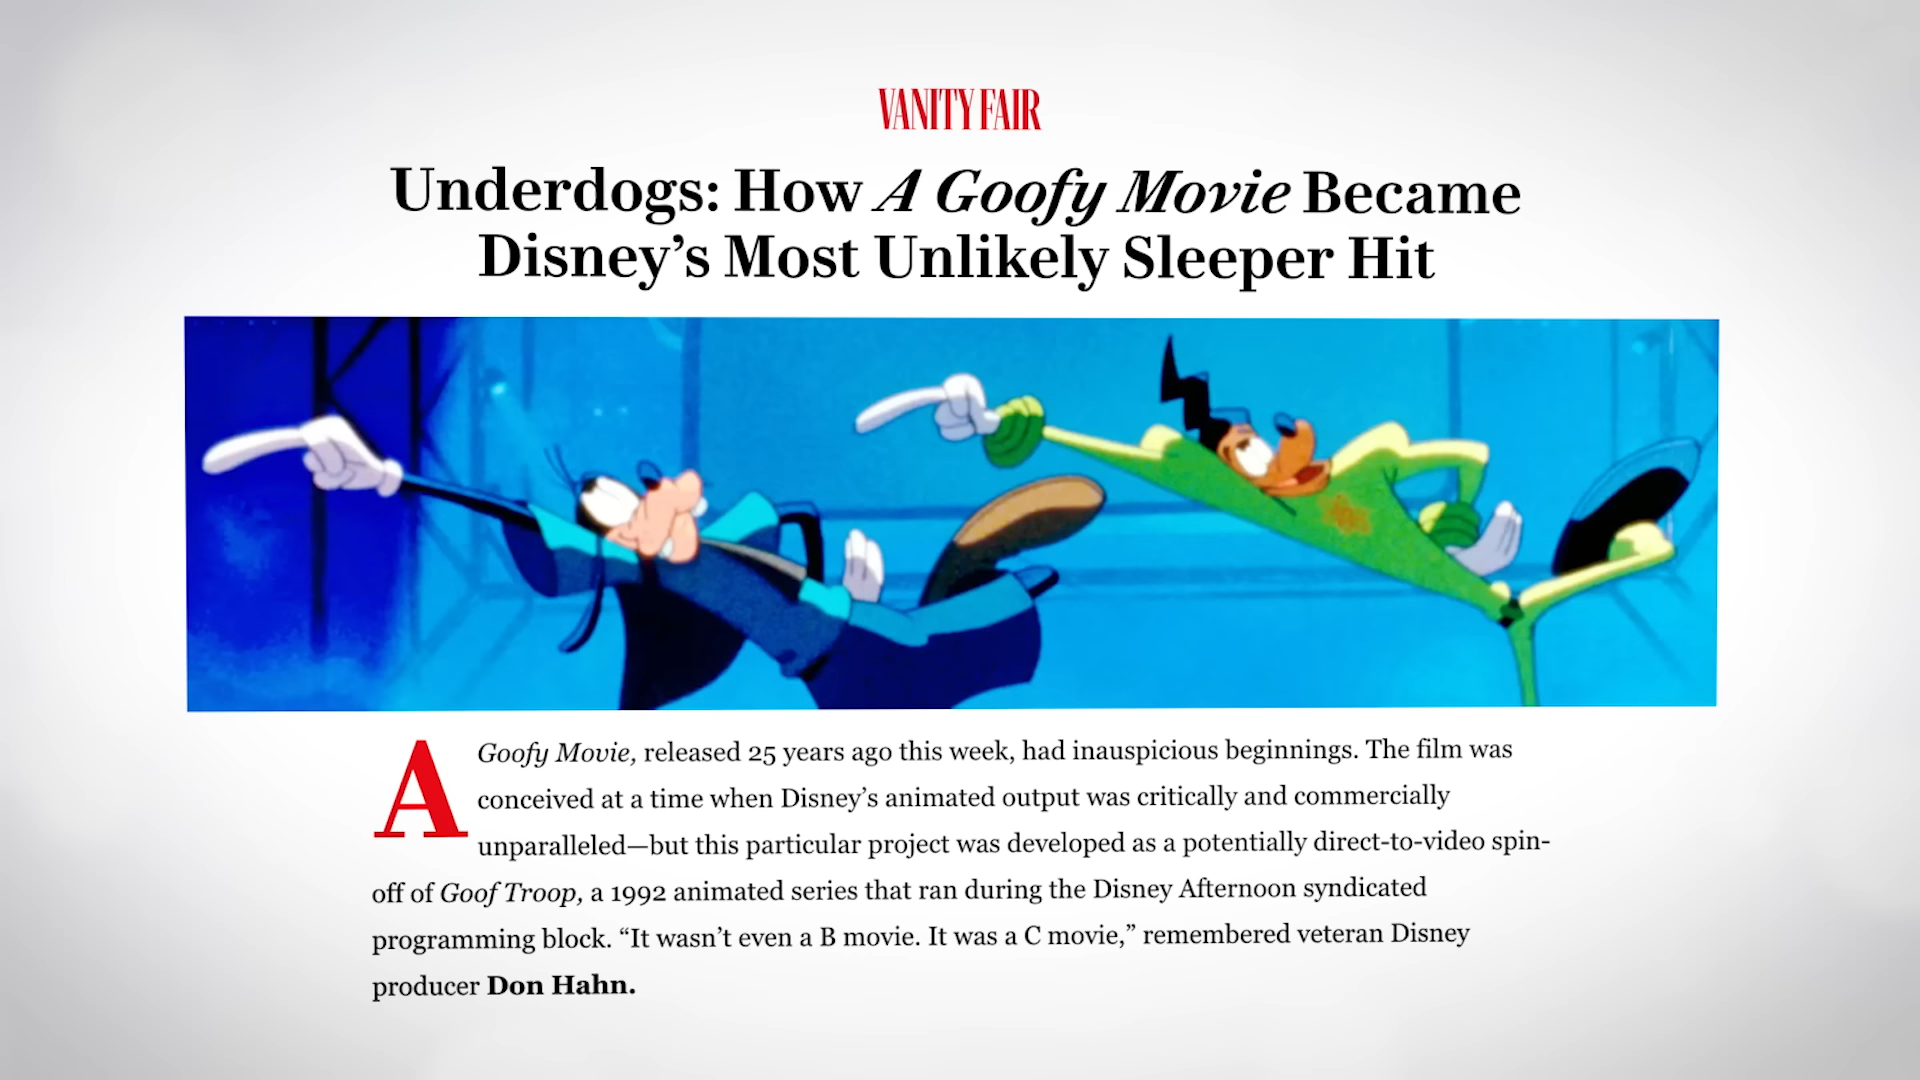 VANITY FAIR
Underdogs: How A Goofy Movie Became
Disney’s Most Unlikely Sleeper Hit
A Goofy Movie, released 25 years ago this week, had inauspicious beginnings. The film was
conceived at a time when Disney’s animated output was critically and commercially
unparalleled—but this particular project was developed as a potentially direct-to-video spin-
off of Goof Troop, a 1992 animated series that ran during the Disney Afternoon syndicated
programming block. “It wasn’t even a B movie. It was a C movie,” remembered veteran Disney
producer Don Hahn.